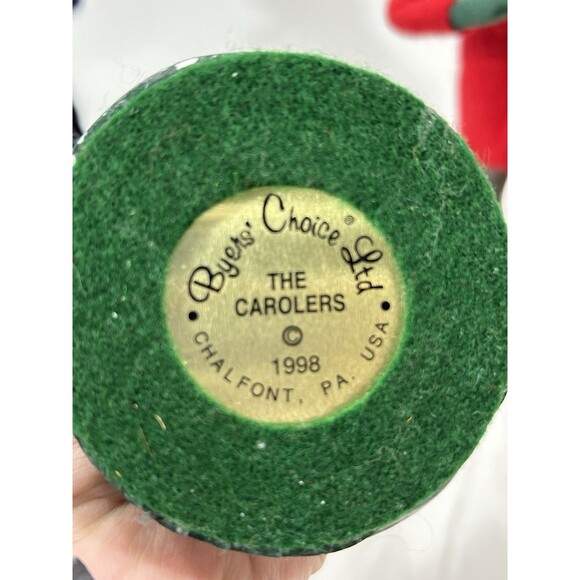 Byers' Choice® Ltd
THE
CAROLERS
©
1998
• CHALFONT, PA. USA •